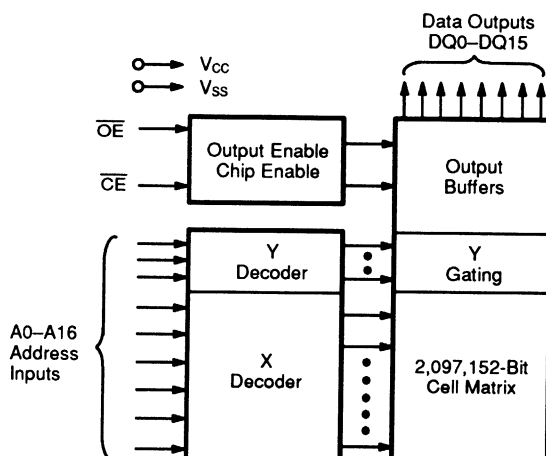 Data Outputs
DQ0–DQ15
VCC
VSS
OE
CE
Output Enable
Chip Enable
Output
Buffers
Y
Decoder
Y
Gating
A0–A16
Address
Inputs
X
Decoder
2,097,152-Bit
Cell Matrix